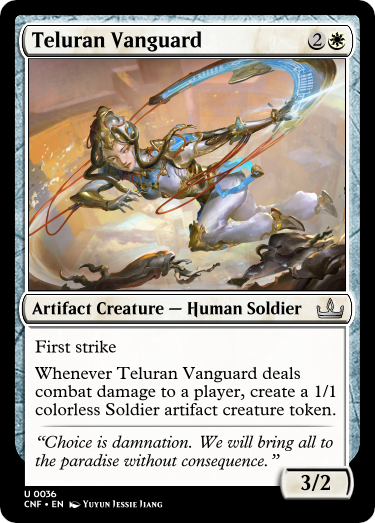 Teluran Vanguard 2
Artifact Creature — Human Soldier
First strike
Whenever Teluran Vanguard deals
combat damage to a player, create a 1/1
colorless Soldier artifact creature token.
“Choice is damnation. We will bring all to
the paradise without consequence.”
3/2
U 0036
CNF • EN Yuyun Jessie Jiang